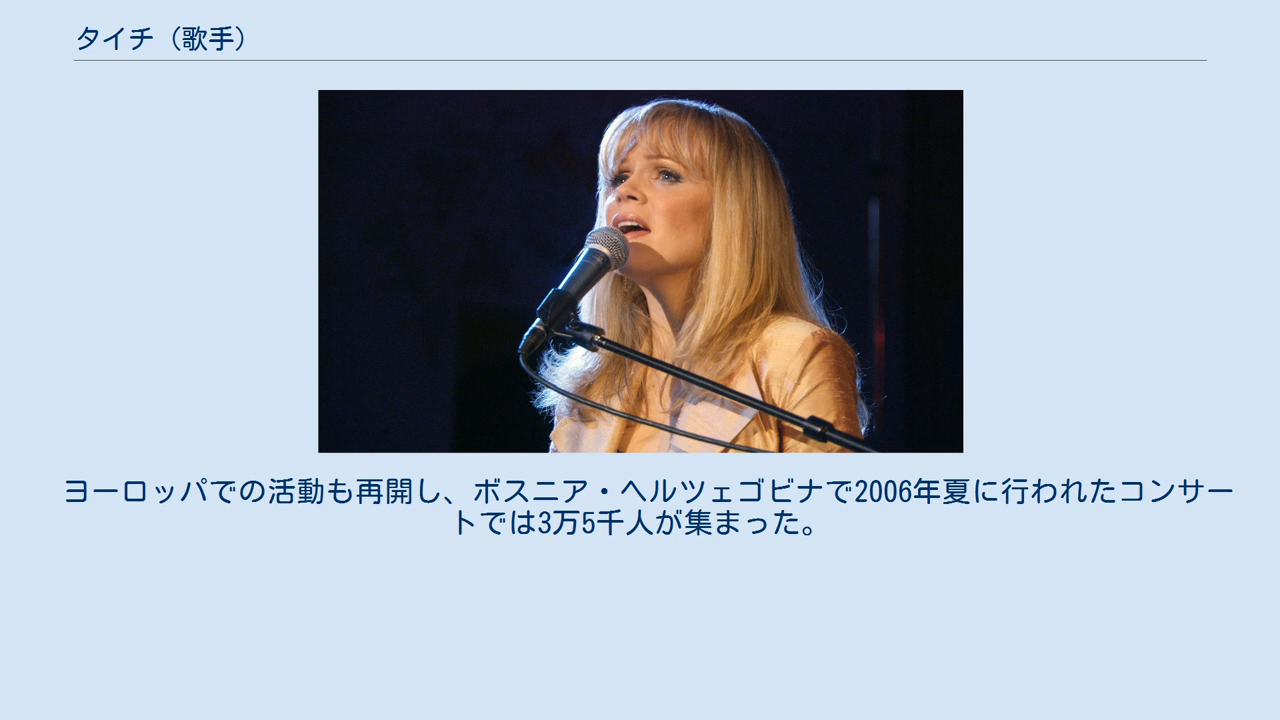 タイチ（歌手）
ヨーロッパでの活動も再開し、ボスニア・ヘルツェゴビナで2006年夏に行われたコンサー
トでは3万5千人が集まった。